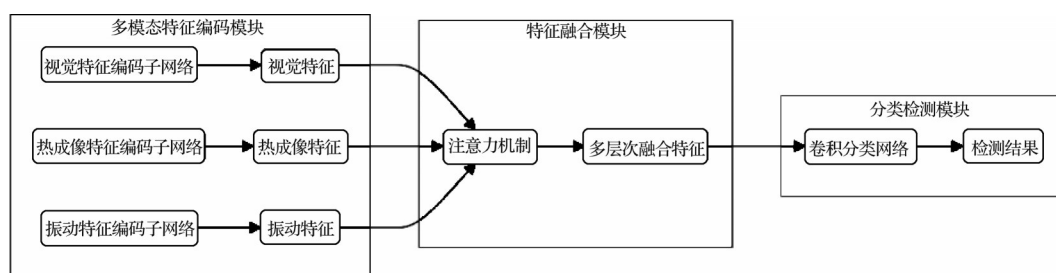 多模态特征编码模块
视觉特征编码子网络
视觉特征
热成像特征编码子网络
热成像特征
振动特征编码子网络
振动特征
特征融合模块
注意力机制
多层次融合特征
分类检测模块
卷积分类网络
检测结果